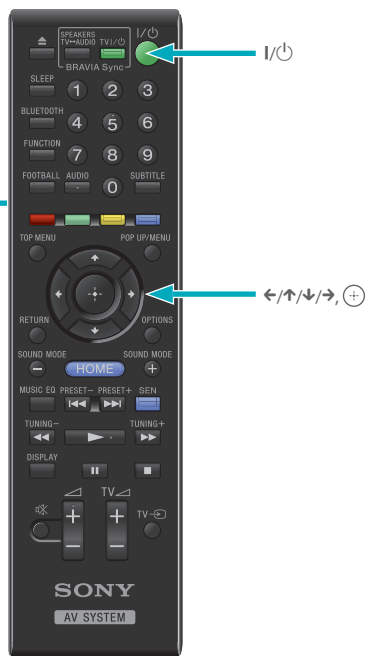 SPEAKERS
TV↔AUDIO TV I/⏻ I/⏻
I/⏻
BRAVIA Sync
SLEEP
1 2 3
BLUETOOTH
4 5 6
FUNCTION
7 8 9
FOOTBALL AUDIO SUBTITLE
0
TOP MENU POP UP/MENU
←/↑/↓/→, ⊕
RETURN OPTIONS
SOUND MODE SOUND MODE
− HOME +
MUSIC EQ PRESET− PRESET+ SEN
TUNING− TUNING+
DISPLAY
TV
+ + TV
− −
SONY
AV SYSTEM